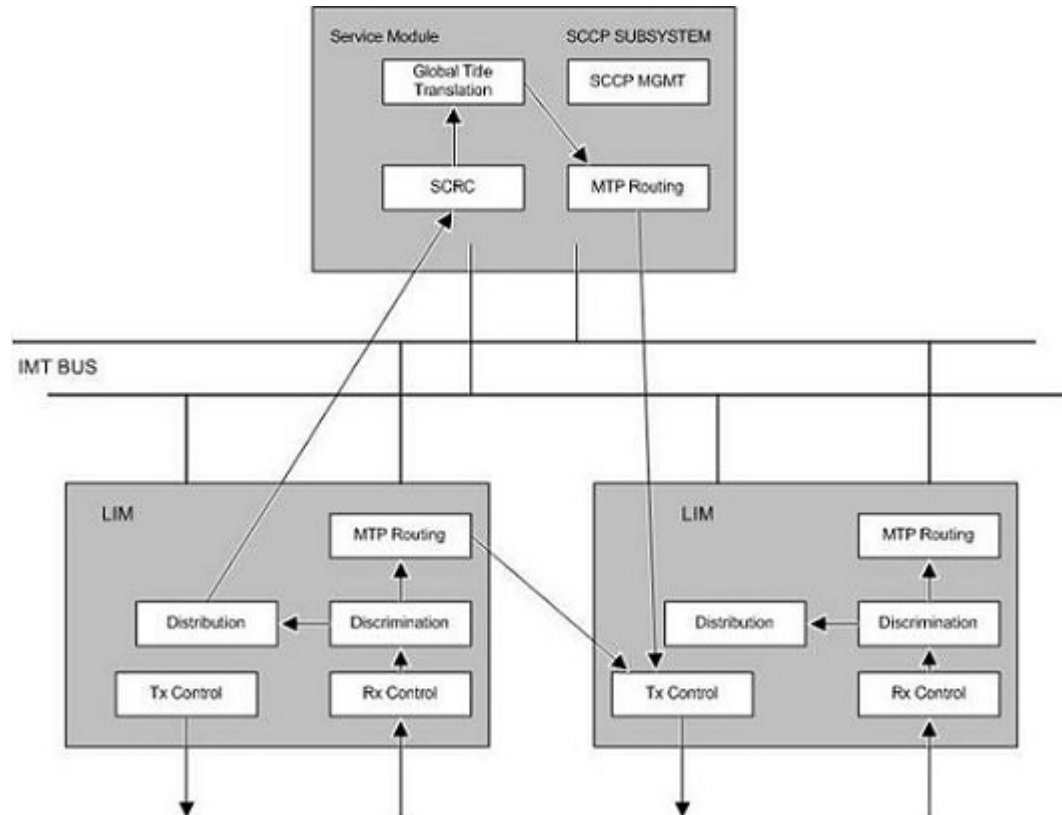 Service Module
SCCP SUBSYSTEM
Global Title
Translation
SCCP MGMT
SCRC
MTP Routing
IMT BUS
LIM
MTP Routing
Distribution
Discrimination
Tx Control
Rx Control
LIM
MTP Routing
Distribution
Discrimination
Tx Control
Rx Control